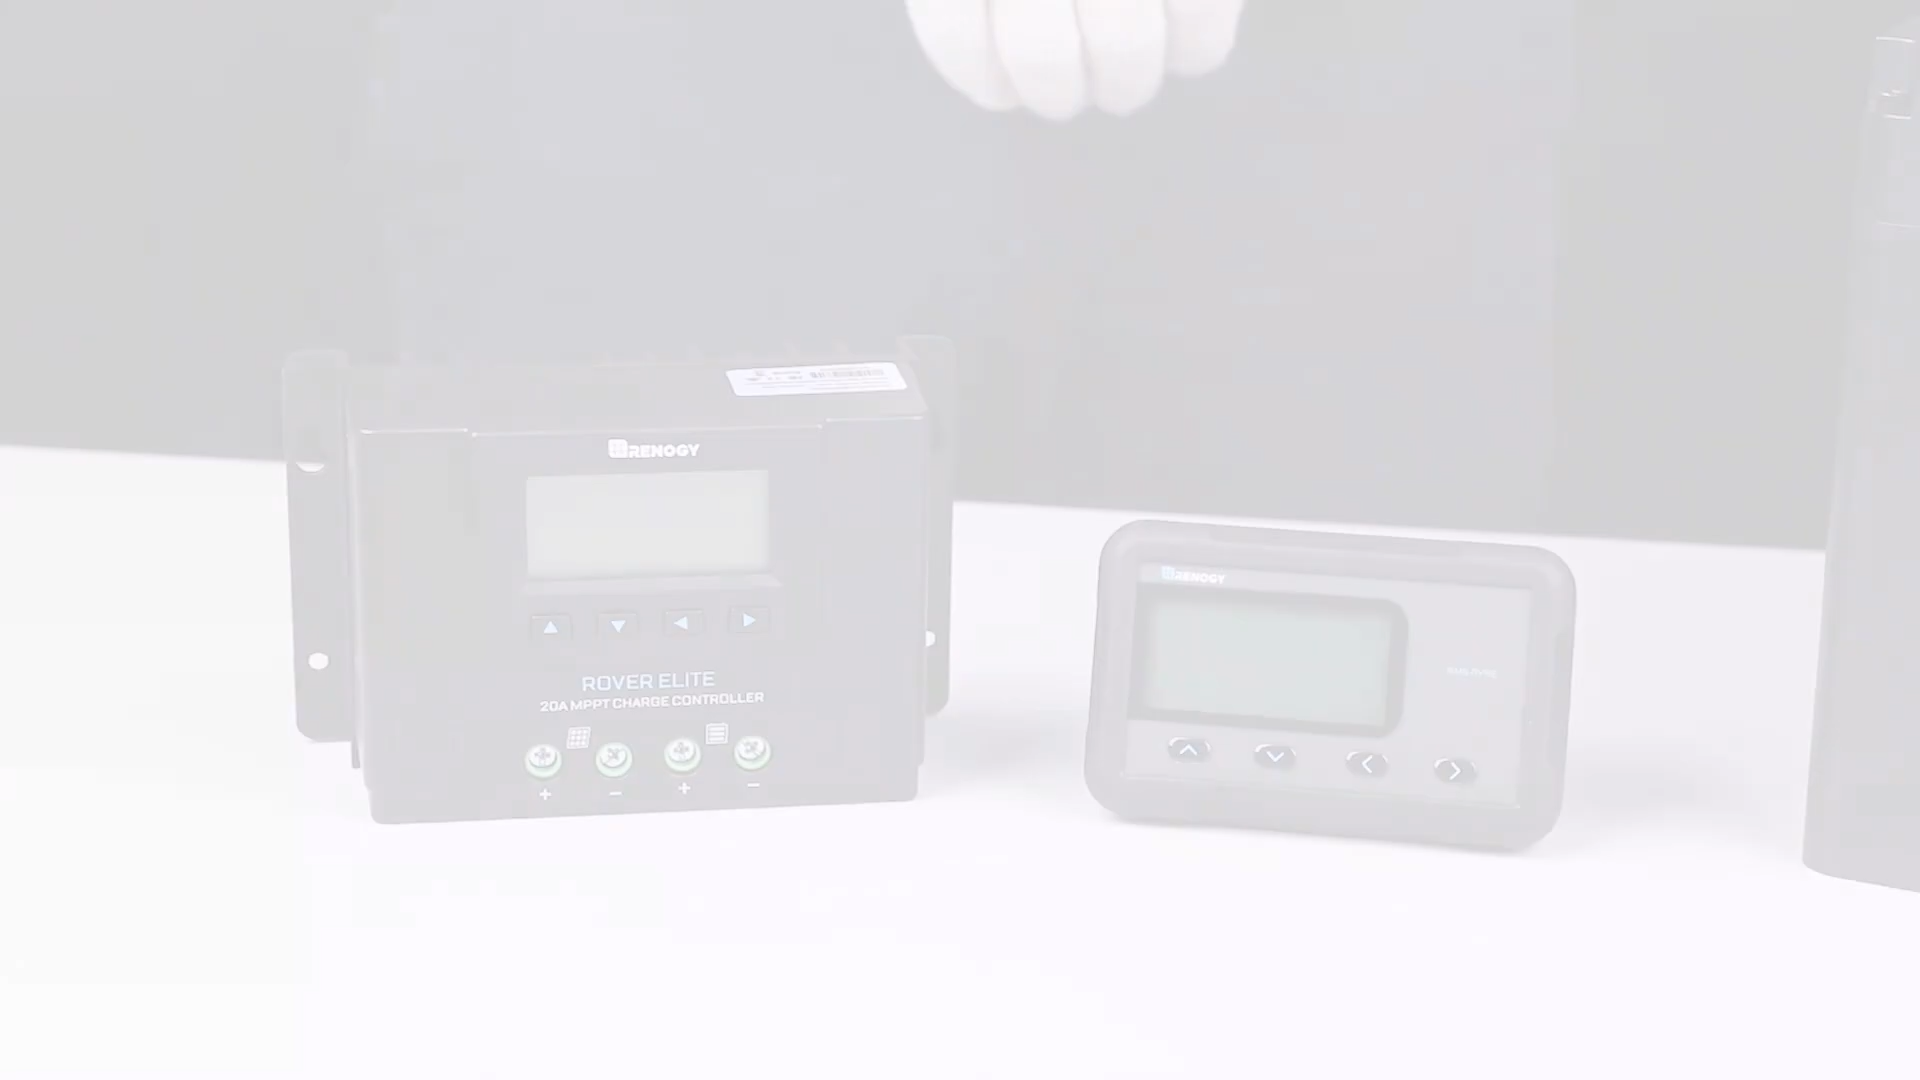 RENOGY
ROVER ELITE
20A MPPT CHARGE CONTROLLER
+ − + −
RENOGY